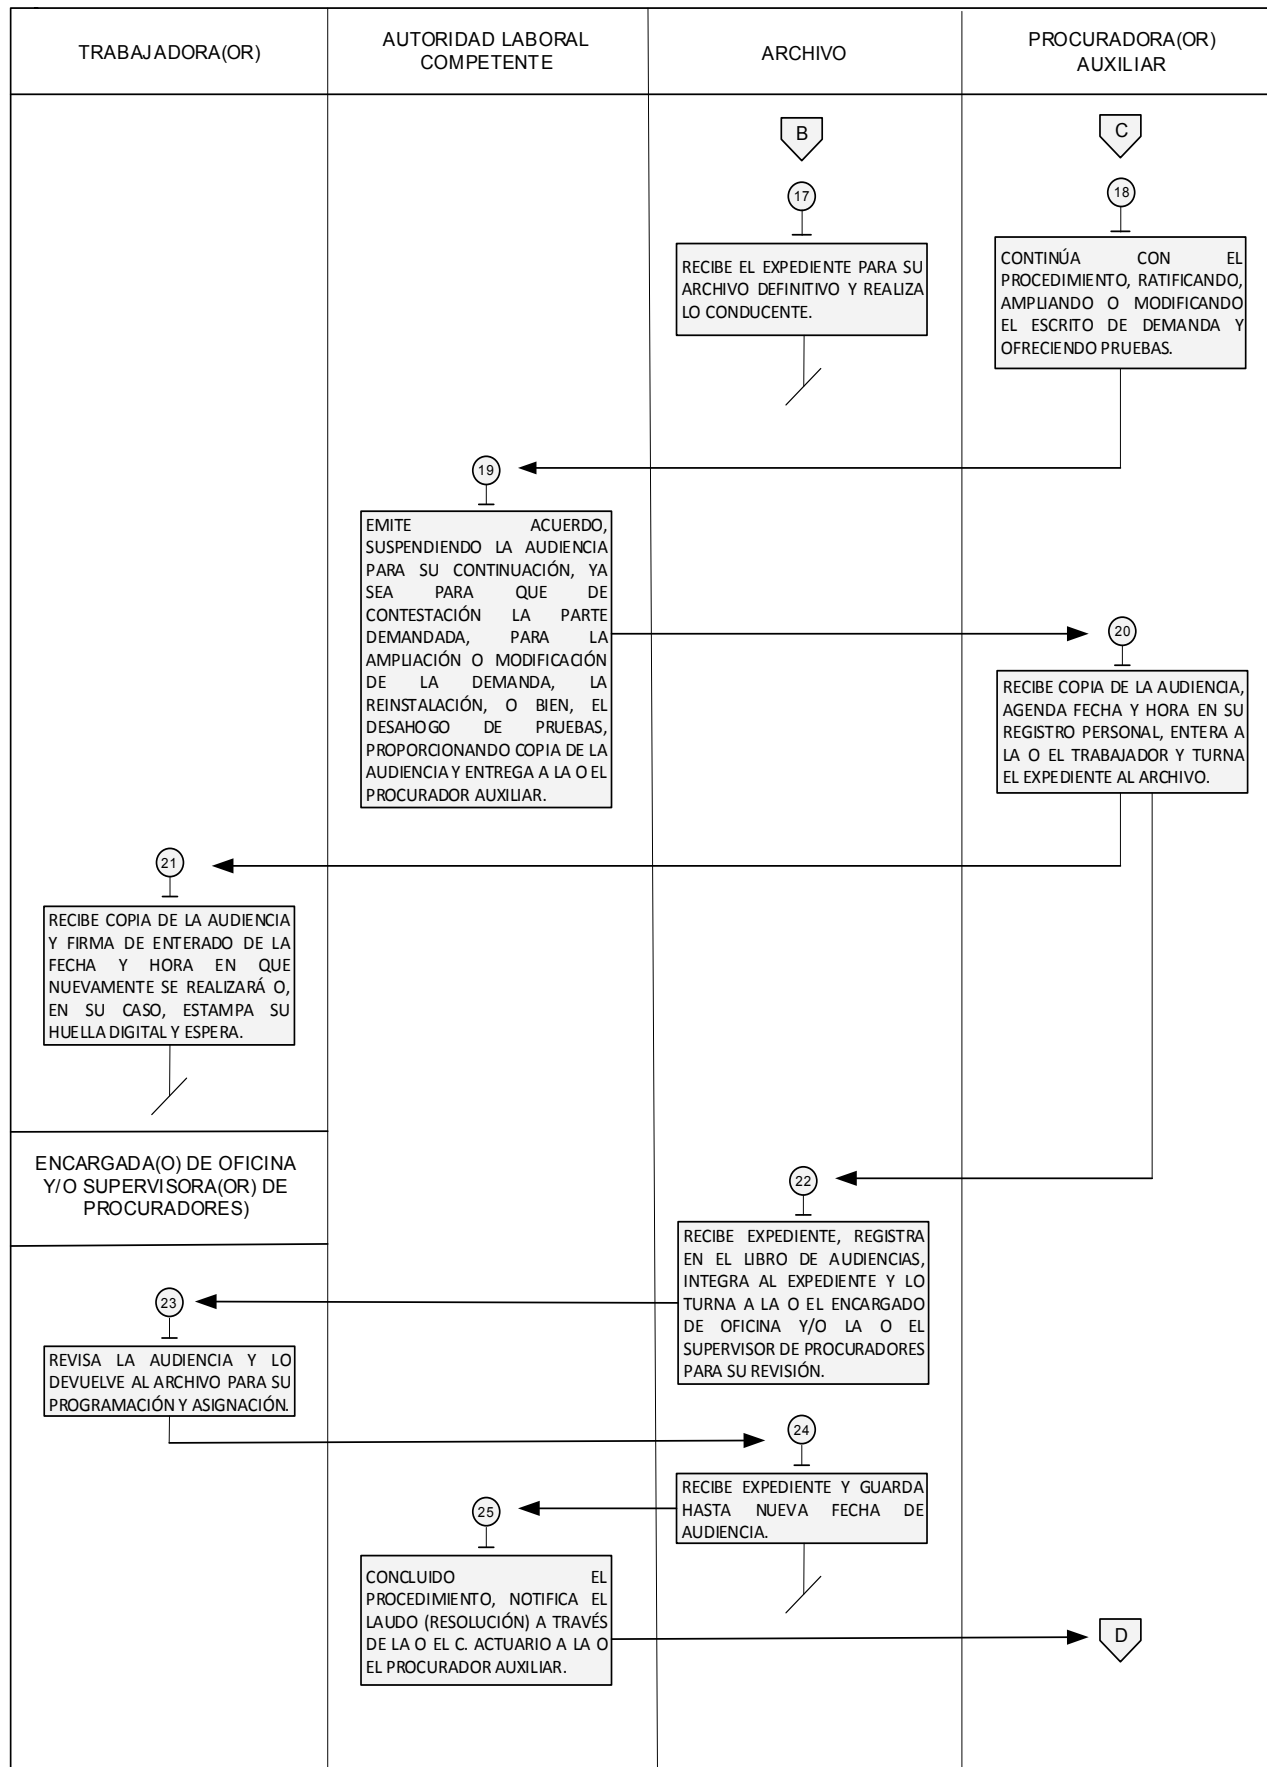 TRABAJADORA(OR)
AUTORIDAD LABORAL
COMPETENTE
ARCHIVO
PROCURADORA(OR)
AUXILIAR
B
C
17
RECIBE EL EXPEDIENTE PARA SU
ARCHIVO DEFINITIVO Y REALIZA
LO CONDUCENTE.
18
CONTINÚA CON EL
PROCEDIMIENTO, RATIFICANDO,
AMPLIANDO O MODIFICANDO
EL ESCRITO DE DEMANDA Y
OFRECIENDO PRUEBAS.
19
EMITE ACUERDO,
SUSPENDIENDO LA AUDIENCIA
PARA SU CONTINUACIÓN, YA
SEA PARA QUE DE
CONTESTACIÓN LA PARTE
DEMANDADA, PARA LA
AMPLIACIÓN O MODIFICACIÓN
DE LA DEMANDA, LA
REINSTALACIÓN, O BIEN, EL
DESAHOGO DE PRUEBAS,
PROPORCIONANDO COPIA DE LA
AUDIENCIA Y ENTREGA A LA O EL
PROCURADOR AUXILIAR.
20
RECIBE COPIA DE LA AUDIENCIA,
AGENDA FECHA Y HORA EN SU
REGISTRO PERSONAL, ENTERA A
LA O EL TRABAJADOR Y TURNA
EL EXPEDIENTE AL ARCHIVO.
21
RECIBE COPIA DE LA AUDIENCIA
Y FIRMA DE ENTERADO DE LA
FECHA Y HORA EN QUE
NUEVAMENTE SE REALIZARÁ O,
EN SU CASO, ESTAMPA SU
HUELLA DIGITAL Y ESPERA.
ENCARGADA(O) DE OFICINA
Y/O SUPERVISORA(OR) DE
PROCURADORES)
22
RECIBE EXPEDIENTE, REGISTRA
EN EL LIBRO DE AUDIENCIAS,
INTEGRA AL EXPEDIENTE Y LO
TURNA A LA O EL ENCARGADO
DE OFICINA Y/O LA O EL
SUPERVISOR DE PROCURADORES
PARA SU REVISIÓN.
23
REVISA LA AUDIENCIA Y LO
DEVUELVE AL ARCHIVO PARA SU
PROGRAMACIÓN Y ASIGNACIÓN.
24
RECIBE EXPEDIENTE Y GUARDA
HASTA NUEVA FECHA DE
AUDIENCIA.
25
CONCLUIDO EL
PROCEDIMIENTO, NOTIFICA EL
LAUDO (RESOLUCIÓN) A TRAVÉS
DE LA O EL C. ACTUARIO A LA O
EL PROCURADOR AUXILIAR.
D